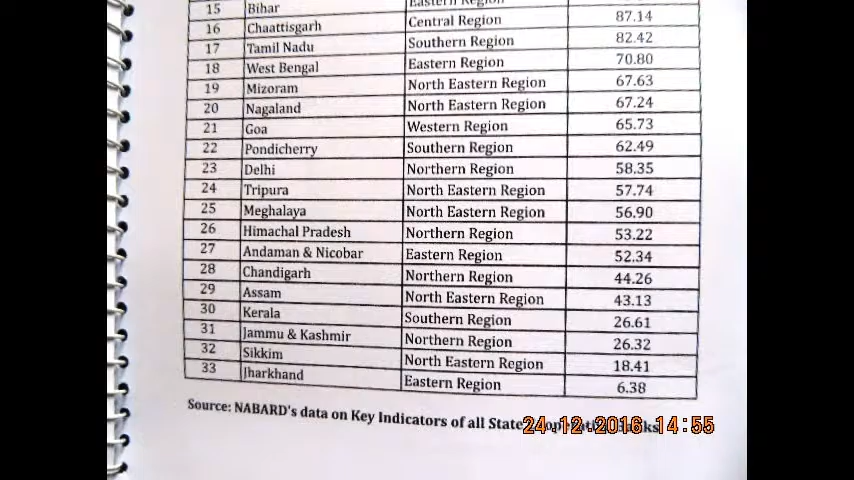 15 Bihar Eastern Region
16 Chaattisgarh Central Region 87.14
17 Tamil Nadu Southern Region 82.42
18 West Bengal Eastern Region 70.80
19 Mizoram North Eastern Region 67.63
20 Nagaland North Eastern Region 67.24
21 Goa Western Region 65.73
22 Pondicherry Southern Region 62.49
23 Delhi Northern Region 58.35
24 Tripura North Eastern Region 57.74
25 Meghalaya North Eastern Region 56.90
26 Himachal Pradesh Northern Region 53.22
27 Andaman & Nicobar Eastern Region 52.34
28 Chandigarh Northern Region 44.26
29 Assam North Eastern Region 43.13
30 Kerala Southern Region 26.61
31 Jammu & Kashmir Northern Region 26.32
32 Sikkim North Eastern Region 18.41
33 Jharkhand Eastern Region 6.38
Source: NABARD's data on Key Indicators of all State
24-12-2016 14:55